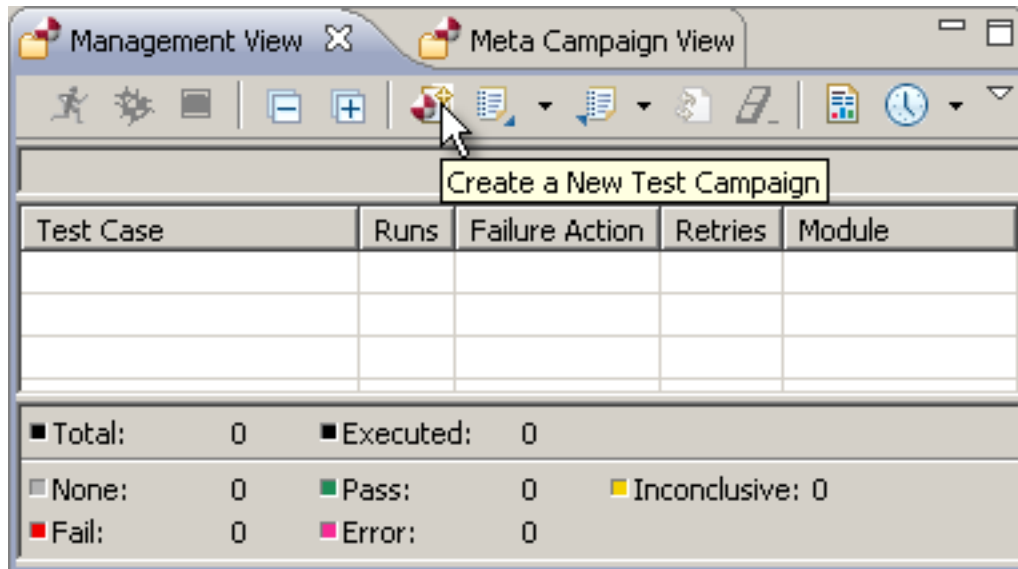 Management View Meta Campaign View
Create a New Test Campaign
Test Case Runs Failure Action Retries Module
Total: 0 Executed: 0
None: 0 Pass: 0 Inconclusive: 0
Fail: 0 Error: 0